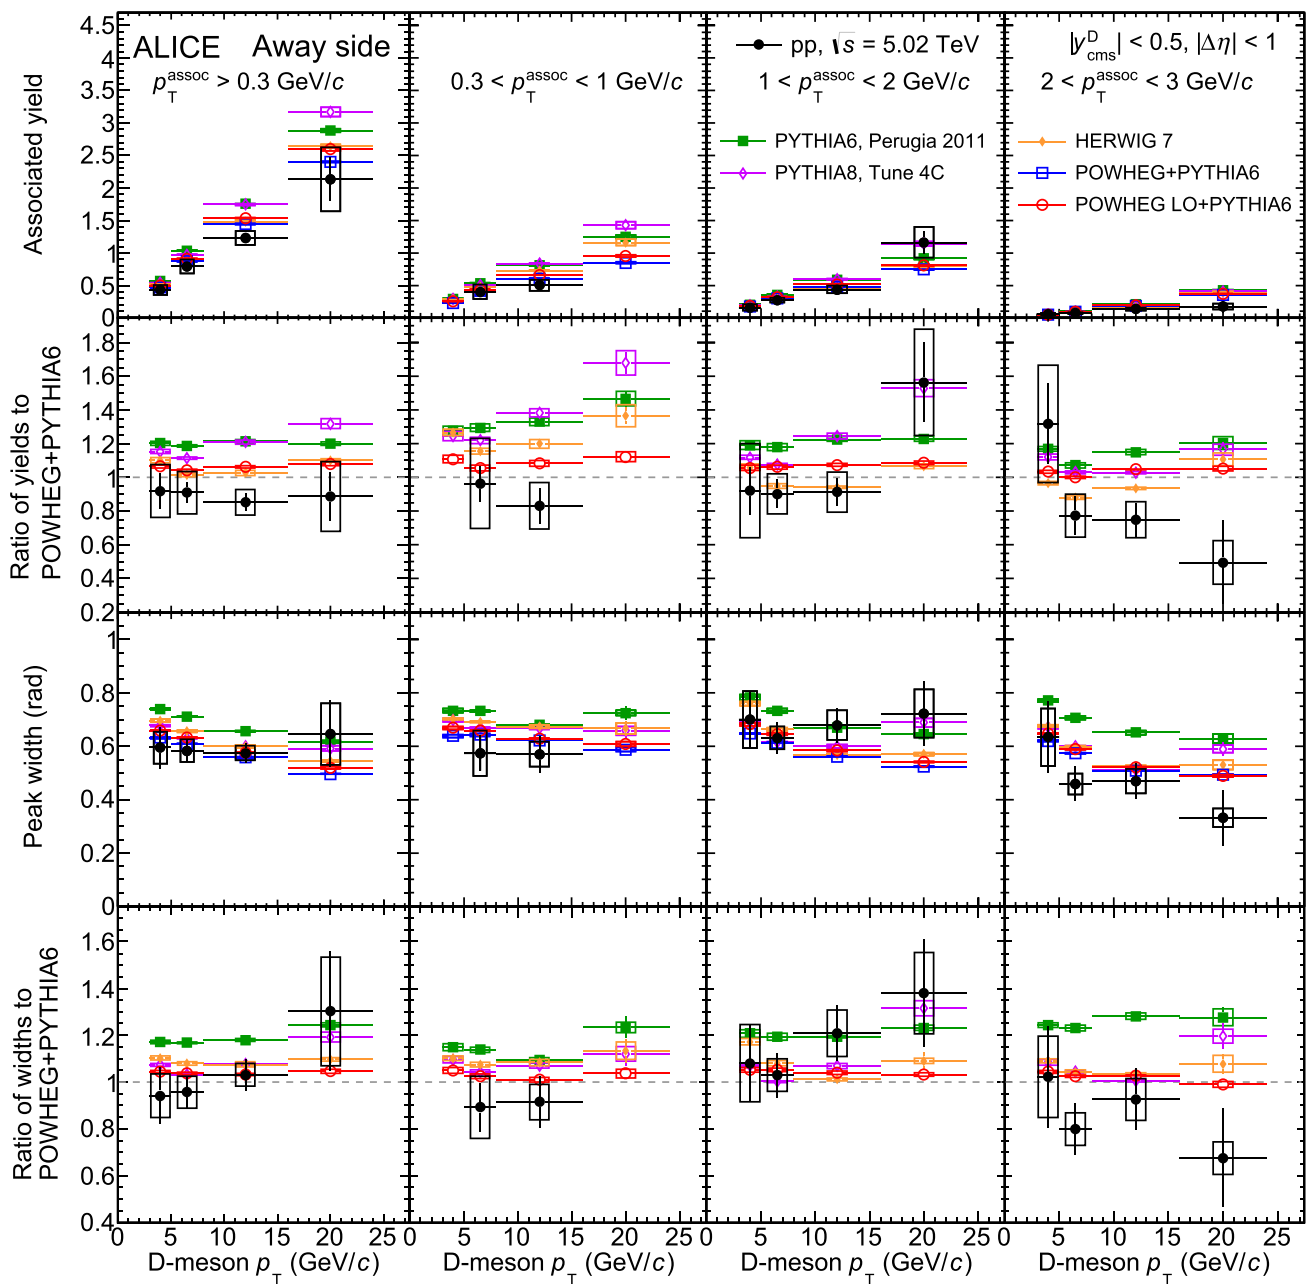 ALICE Away side
p_T^assoc > 0.3 GeV/c
0.3 < p_T^assoc < 1 GeV/c
pp, √s = 5.02 TeV
1 < p_T^assoc < 2 GeV/c
|y_cms^D| < 0.5, |Δη| < 1
2 < p_T^assoc < 3 GeV/c
PYTHIA6, Perugia 2011
PYTHIA8, Tune 4C
HERWIG 7
POWHEG+PYTHIA6
POWHEG LO+PYTHIA6
Associated yield
4.5
4
3.5
3
2.5
2
1.5
1
0.5
0
Ratio of yields to
POWHEG+PYTHIA6
1.8
1.6
1.4
1.2
1
0.8
0.6
0.4
0.2
Peak width (rad)
1
0.8
0.6
0.4
0.2
0
Ratio of widths to
POWHEG+PYTHIA6
1.6
1.4
1.2
1
0.8
0.6
0.4
0 5 10 15 20 25
0 5 10 15 20 25
0 5 10 15 20 25
0 5 10 15 20 25
D-meson p_T (GeV/c)
D-meson p_T (GeV/c)
D-meson p_T (GeV/c)
D-meson p_T (GeV/c)